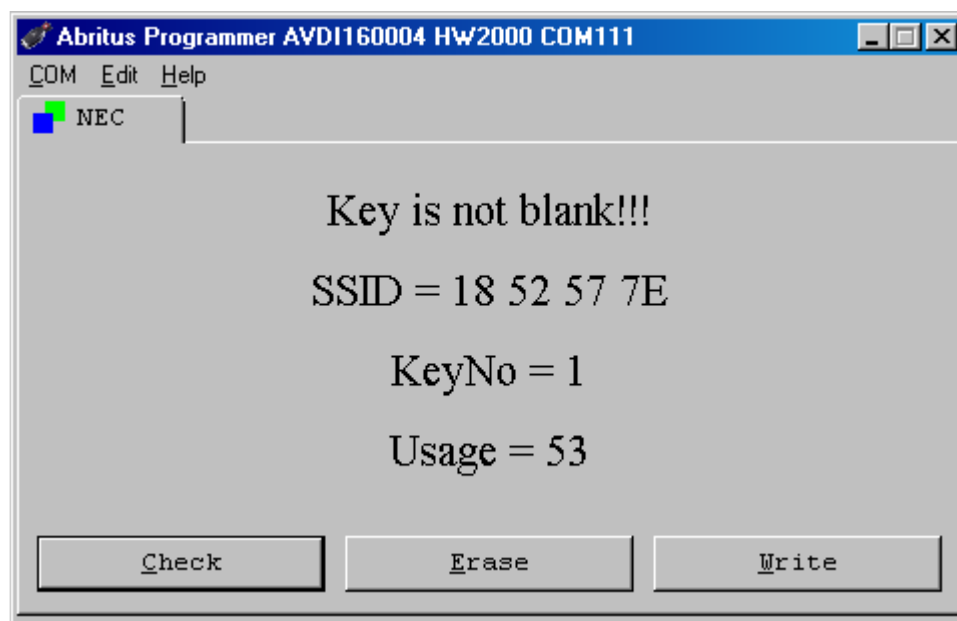 Abritus Programmer AVDI160004 HW2000 COM111
COM Edit Help
NEC
Key is not blank!!!
SSID = 18 52 57 7E
KeyNo = 1
Usage = 53
Check Erase Write